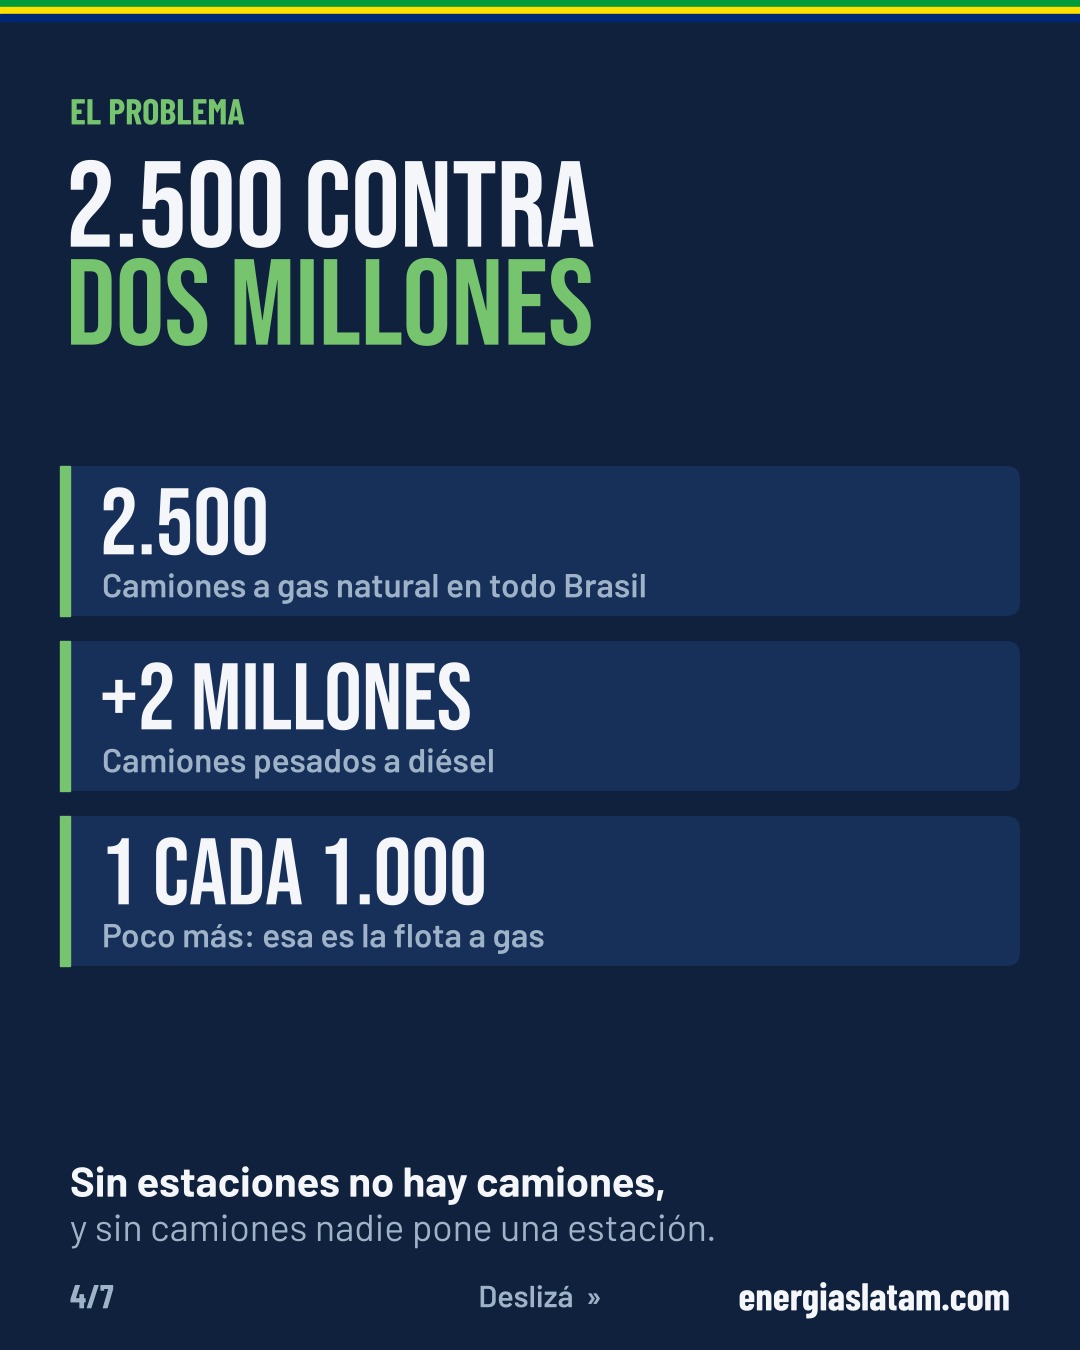 EL PROBLEMA
2.500 CONTRA
DOS MILLONES
2.500
Camiones a gas natural en todo Brasil
+2 MILLONES
Camiones pesados a diésel
1 CADA 1.000
Poco más: esa es la flota a gas
Sin estaciones no hay camiones,
y sin camiones nadie pone una estación.
4/7
Deslizá »
energiaslatam.com